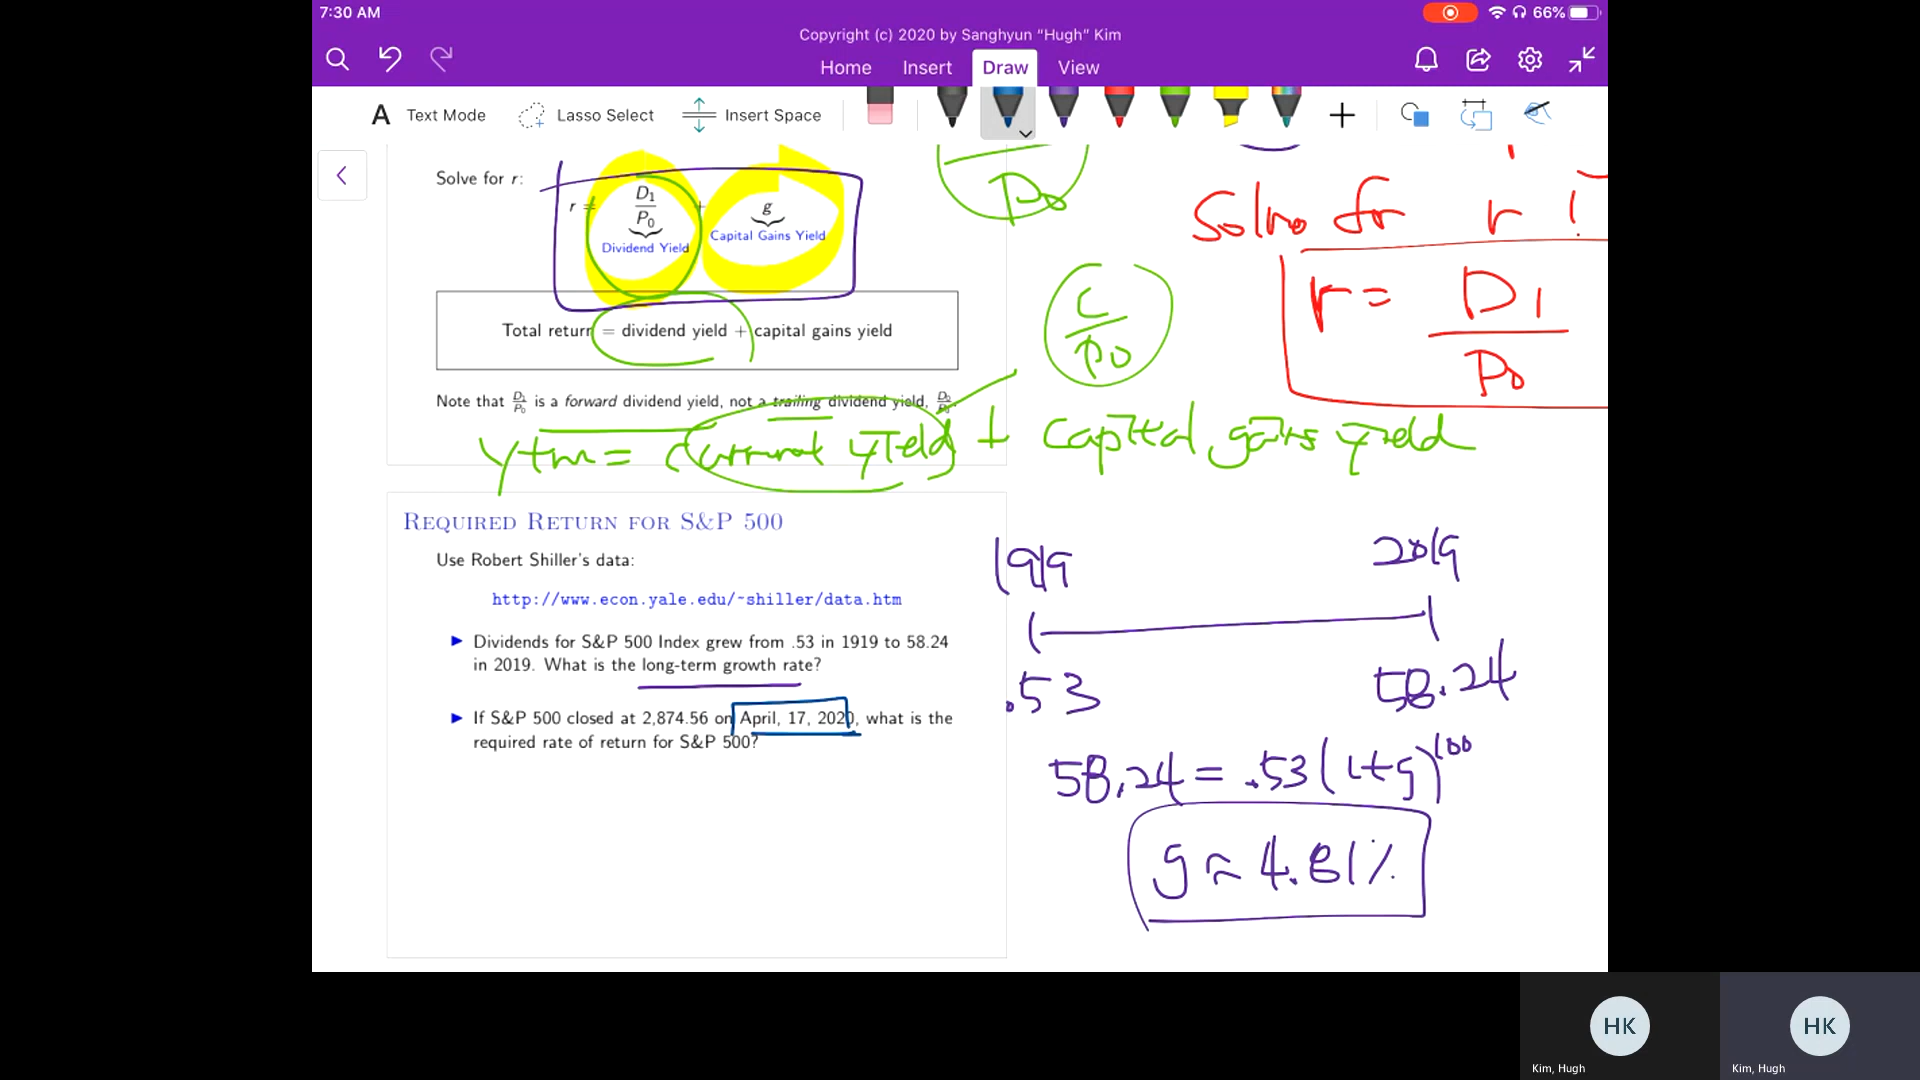 7:30 AM
66%
Copyright (c) 2020 by Sanghyun “Hugh” Kim
Home Insert Draw View
A Text Mode Lasso Select Insert Space
Solve for r:
r = D₁/P₀ + g
Dividend Yield
Capital Gains Yield
P₀
Solve for r !
r = D₁/P₀
C/P₀
Total return = dividend yield + capital gains yield
Note that D₁/P₀ is a forward dividend yield, not a trailing dividend yield, D₀/P₀.
ytm = current yield + capital gains yield
REQUIRED RETURN FOR S&P 500
Use Robert Shiller's data:
http://www.econ.yale.edu/~shiller/data.htm
Dividends for S&P 500 Index grew from .53 in 1919 to 58.24
in 2019. What is the long-term growth rate?
If S&P 500 closed at 2,874.56 on April, 17, 2020, what is the
required rate of return for S&P 500?
1919 2019
.53 58.24
58.24 = .53(1+g)¹⁰⁰
g ≈ 4.81%
HK HK
Kim, Hugh Kim, Hugh